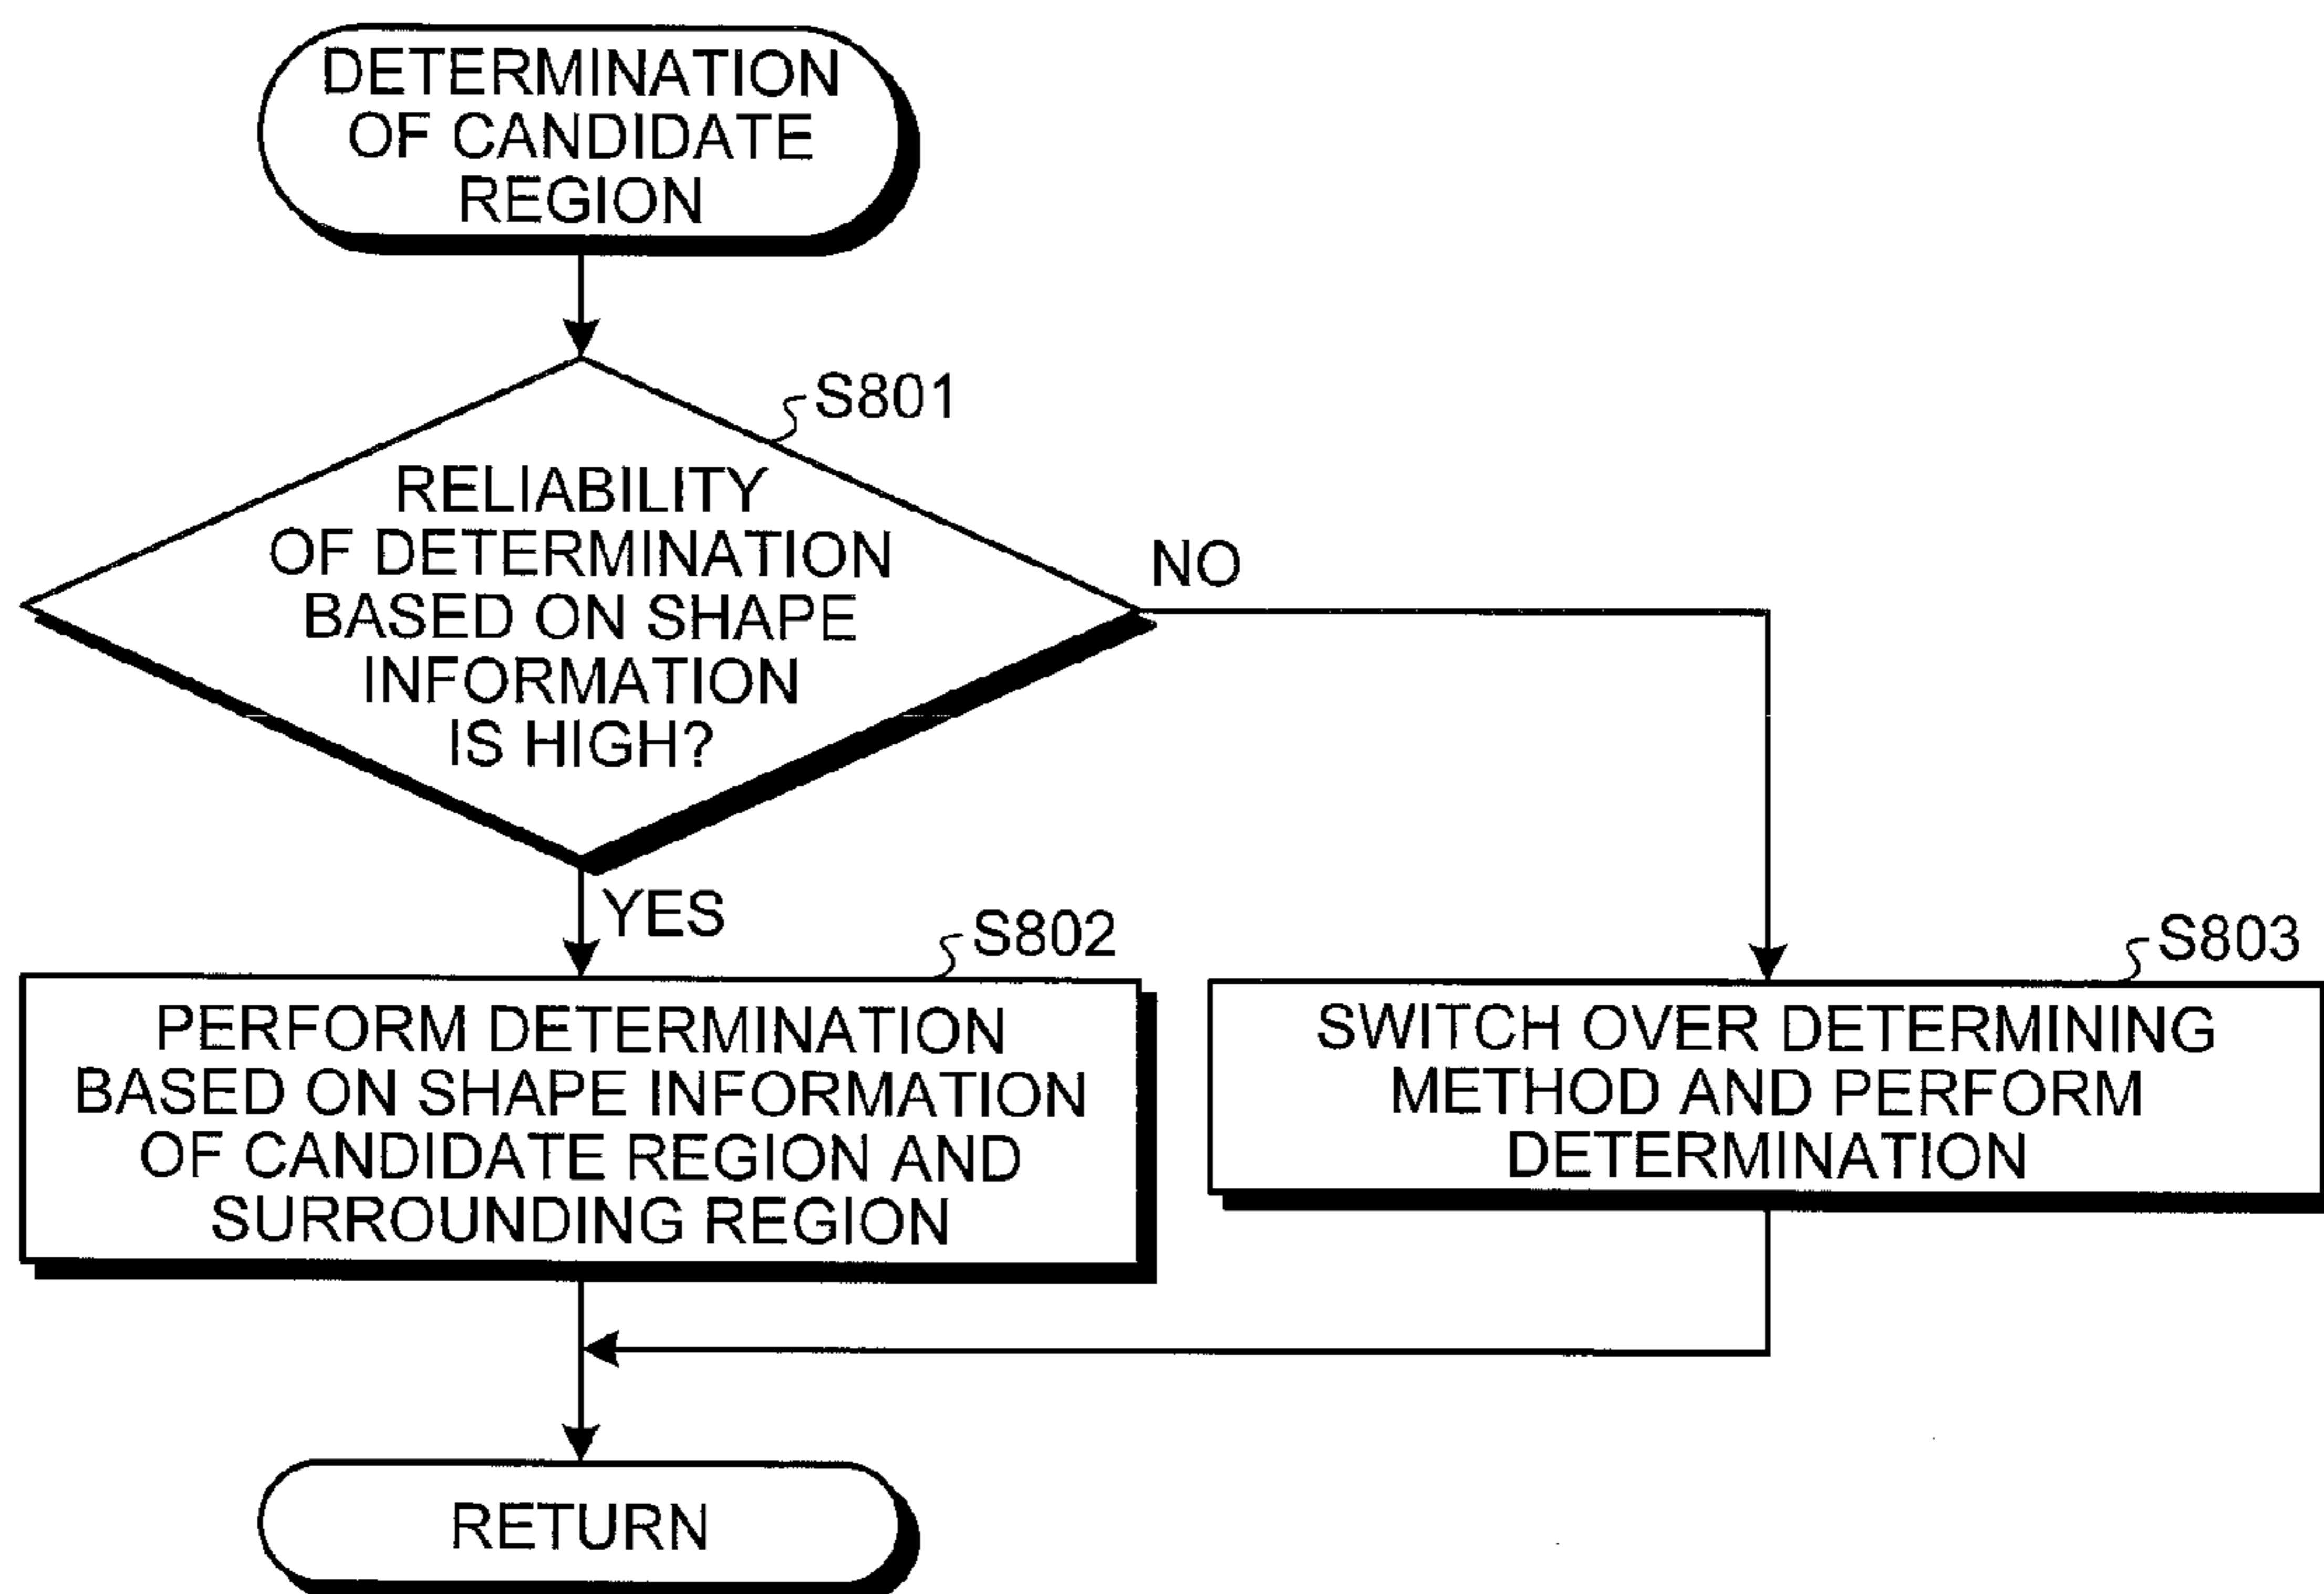 DETERMINATION
OF CANDIDATE
REGION
S801
RELIABILITY
OF DETERMINATION
BASED ON SHAPE
INFORMATION
IS HIGH?
NO
YES
S802
PERFORM DETERMINATION
BASED ON SHAPE INFORMATION
OF CANDIDATE REGION AND
SURROUNDING REGION
S803
SWITCH OVER DETERMINING
METHOD AND PERFORM
DETERMINATION
RETURN